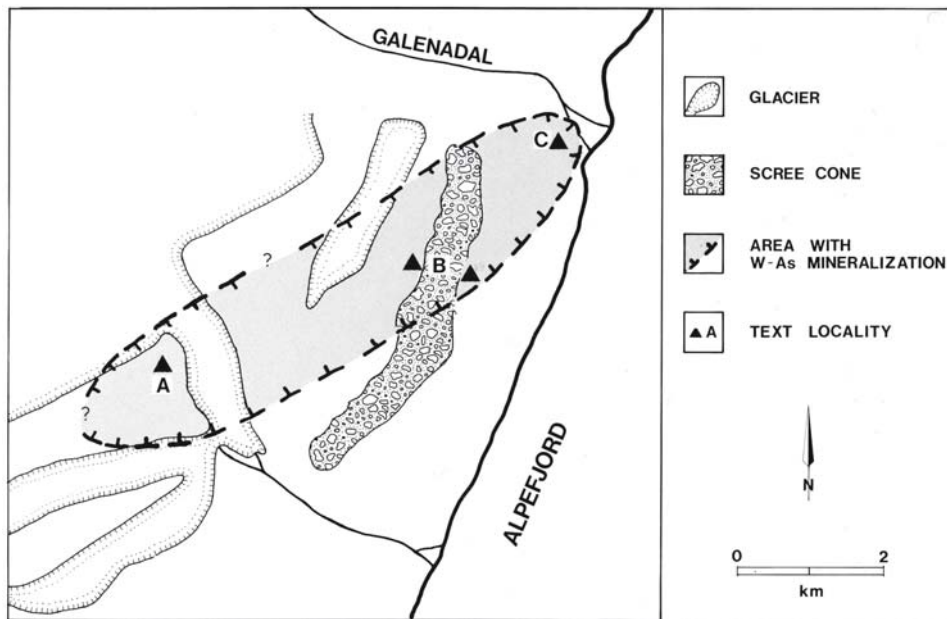 GALENADAL
C
?
B
A
?
ALPEFJORD
GLACIER
SCREE CONE
AREA WITH
W-As MINERALIZATION
A TEXT LOCALITY
N
0 2
km